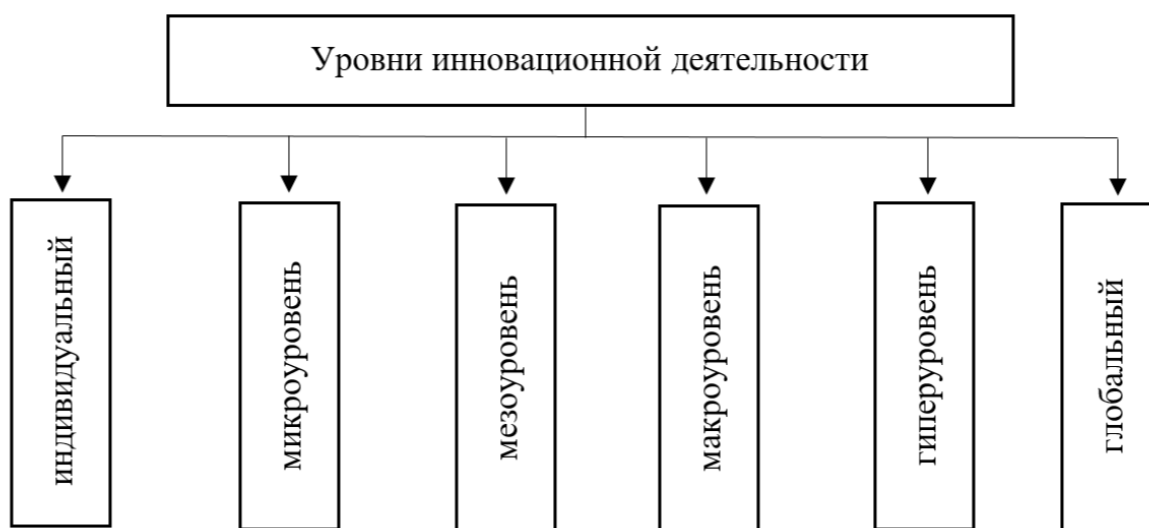 Уровни инновационной деятельности
индивидуальный
микроуровень
мезоуровень
макроуровень
гиперуровень
глобальный